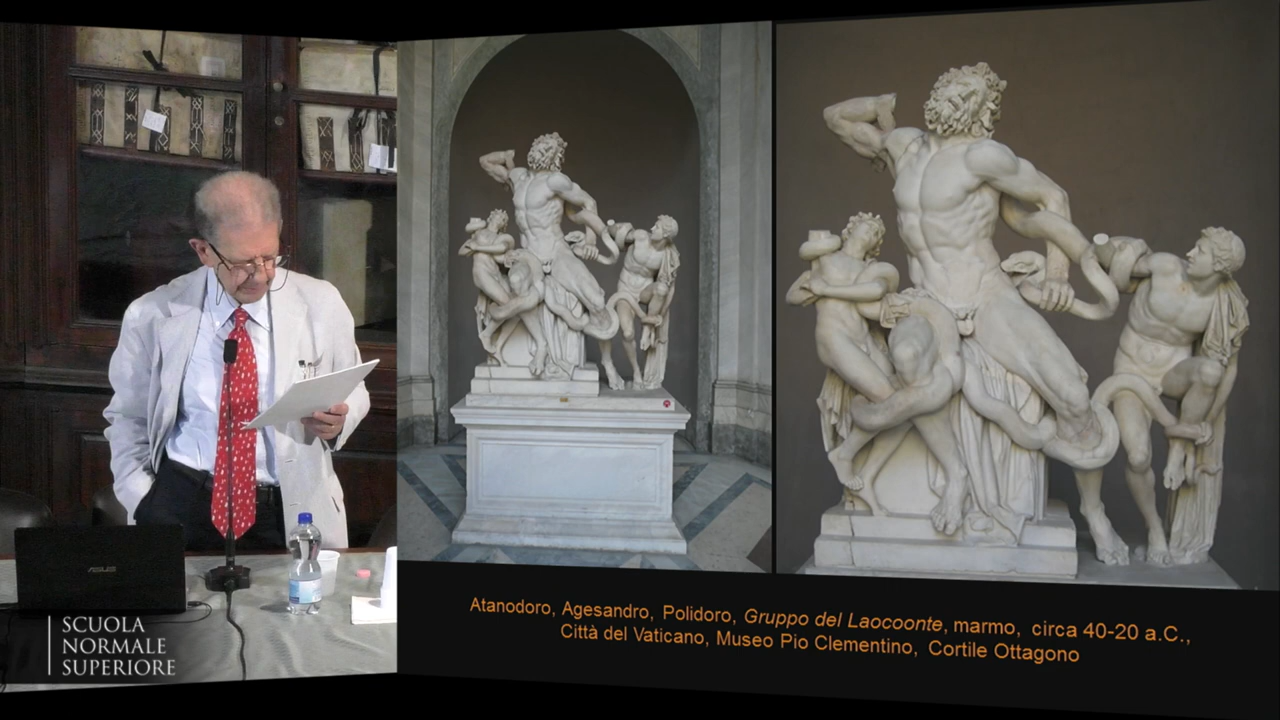 ASUS
SCUOLA
NORMALE
SUPERIORE
Atanodoro, Agesandro, Polidoro, Gruppo del Laocoonte, marmo, circa 40-20 a.C.,
Città del Vaticano, Museo Pio Clementino, Cortile Ottagono